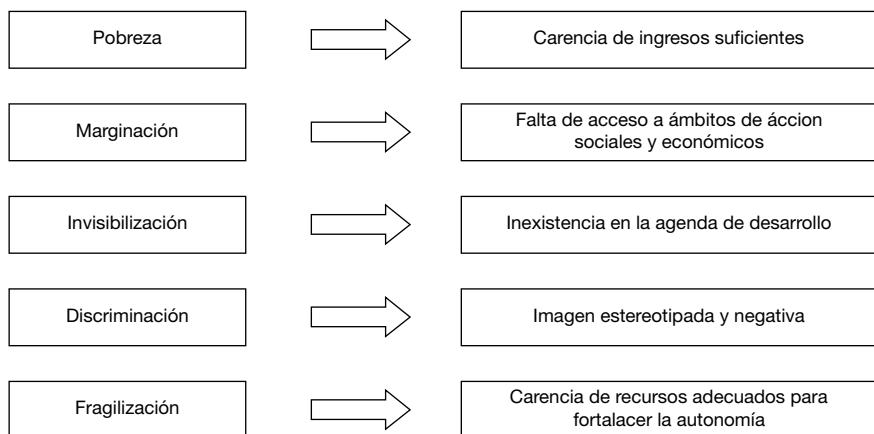 Pobreza
Carencia de ingresos suficientes
Marginación
Falta de acceso a ámbitos de áccion
sociales y económicos
Invisibilización
Inexistencia en la agenda de desarrollo
Discriminación
Imagen estereotipada y negativa
Fragilización
Carencia de recursos adecuados para
fortalacer la autonomía